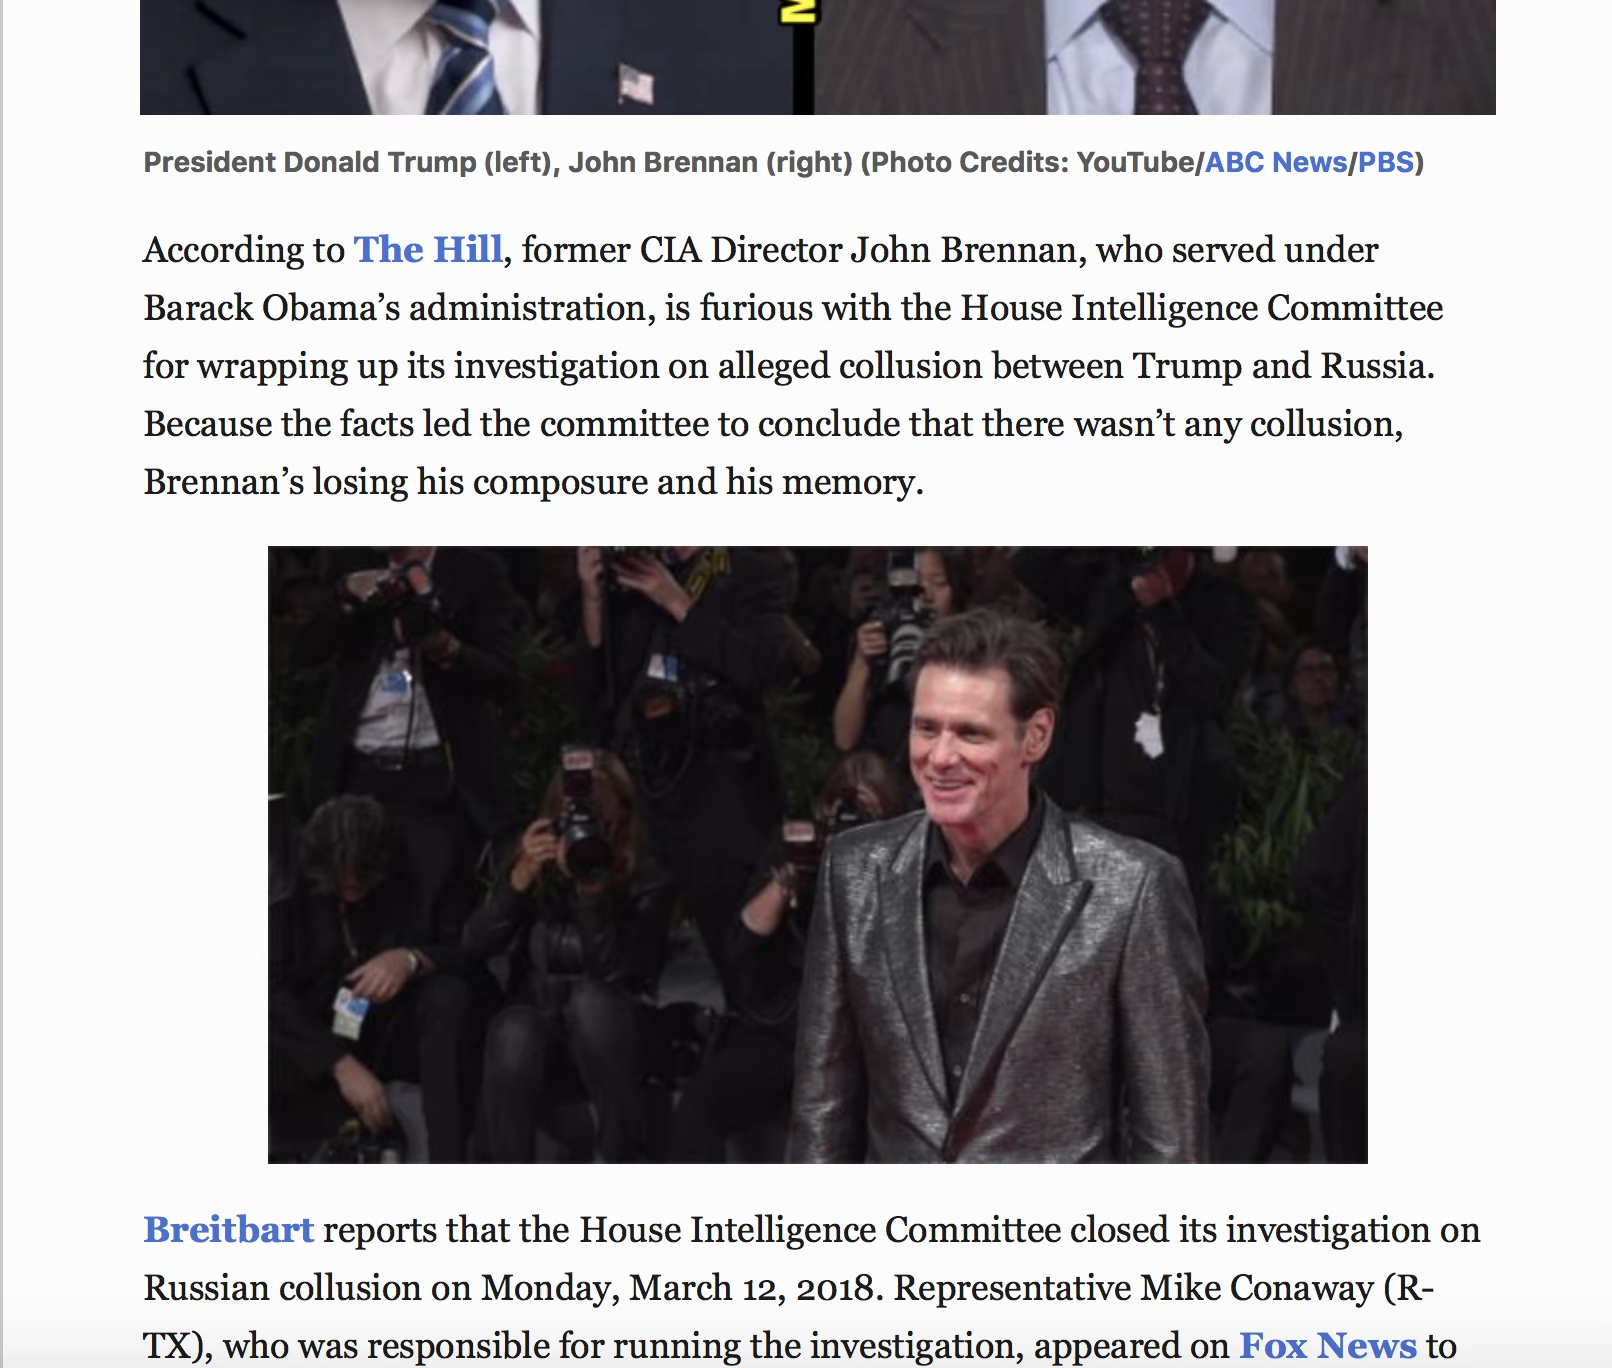 President Donald Trump (left), John Brennan (right) (Photo Credits: YouTube/ABC News/PBS)
According to The Hill, former CIA Director John Brennan, who served under
Barack Obama’s administration, is furious with the House Intelligence Committee
for wrapping up its investigation on alleged collusion between Trump and Russia.
Because the facts led the committee to conclude that there wasn’t any collusion,
Brennan’s losing his composure and his memory.
Breitbart reports that the House Intelligence Committee closed its investigation on
Russian collusion on Monday, March 12, 2018. Representative Mike Conaway (R-
TX), who was responsible for running the investigation, appeared on Fox News to